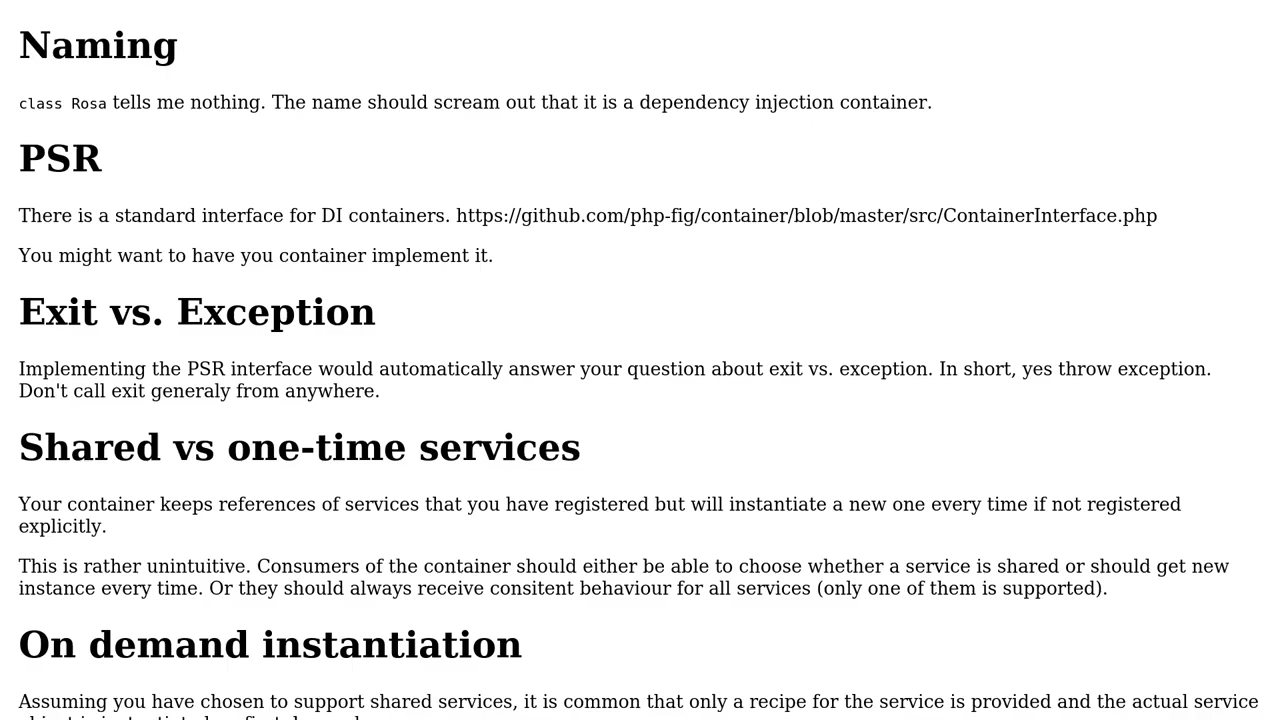 Naming
class Rosa tells me nothing. The name should scream out that it is a dependency injection container.
PSR
There is a standard interface for DI containers. https://github.com/php-fig/container/blob/master/src/ContainerInterface.php
You might want to have you container implement it.
Exit vs. Exception
Implementing the PSR interface would automatically answer your question about exit vs. exception. In short, yes throw exception.
Don't call exit generaly from anywhere.
Shared vs one-time services
Your container keeps references of services that you have registered but will instantiate a new one every time if not registered
explicitly.
This is rather unintuitive. Consumers of the container should either be able to choose whether a service is shared or should get new
instance every time. Or they should always receive consitent behaviour for all services (only one of them is supported).
On demand instantiation
Assuming you have chosen to support shared services, it is common that only a recipe for the service is provided and the actual service